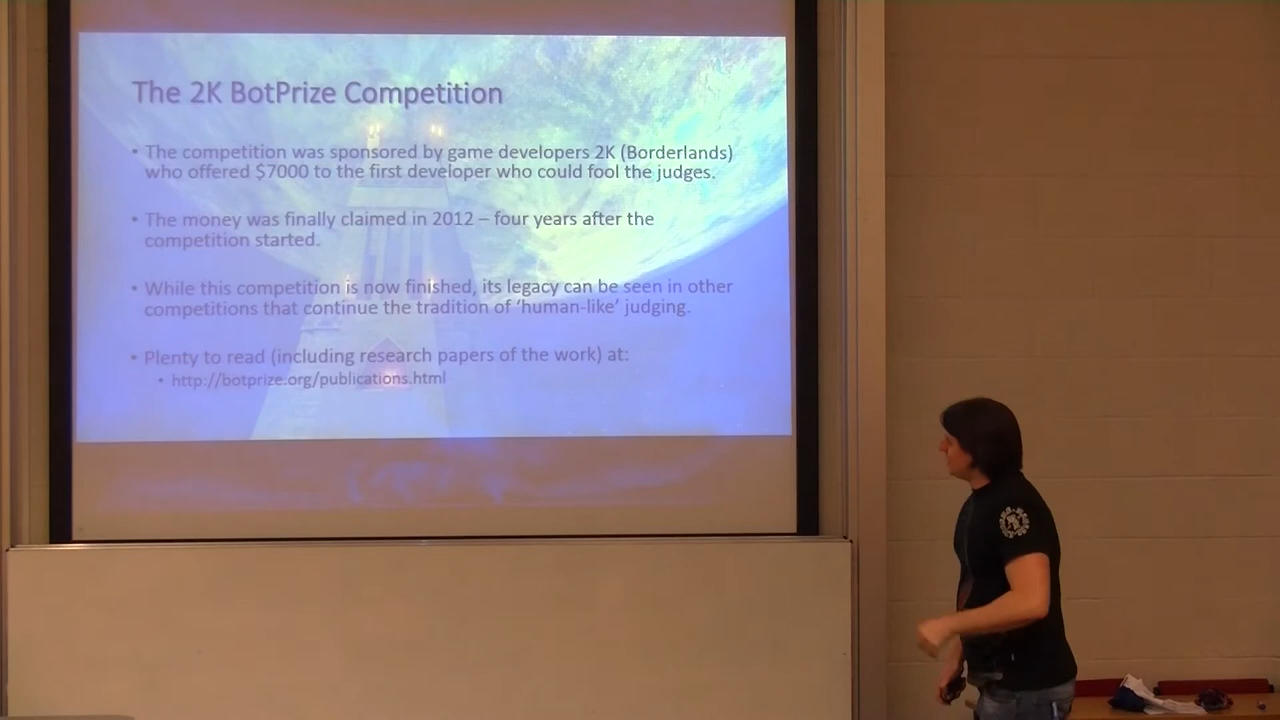 The 2K BotPrize Competition
• The competition was sponsored by game developers 2K (Borderlands)
who offered $7000 to the first developer who could fool the judges.
• The money was finally claimed in 2012 – four years after the
competition started.
• While this competition is now finished, its legacy can be seen in other
competitions that continue the tradition of ‘human-like’ judging.
• Plenty to read (including research papers of the work) at:
• http://botprize.org/publications.html